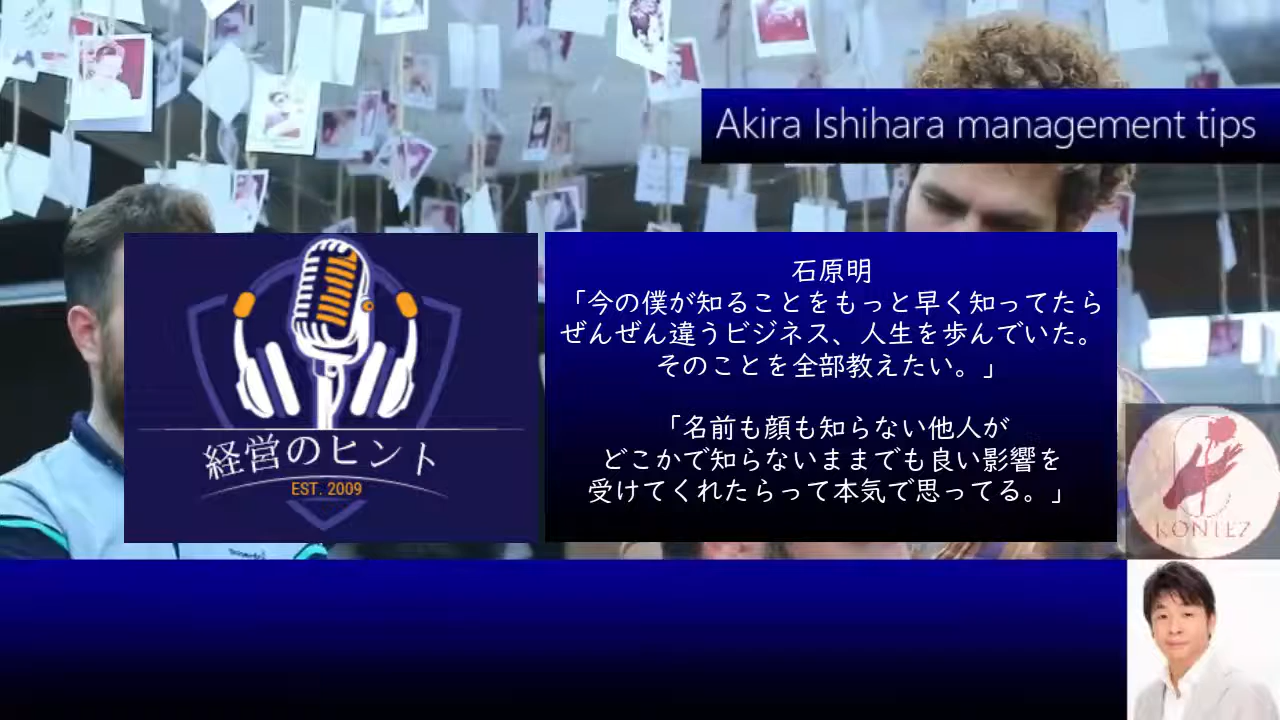 Akira Ishihara management tips
石原明
「今の僕が知ることをもっと早く知ってたら
ぜんぜん違うビジネス、人生を歩んでいた。
そのことを全部教えたい。」
「名前も顔も知らない他人が
どこかで知らないままでも良い影響を
受けてくれたらって本気で思ってる。」
経営のヒント
EST. 2009
KONTEZ